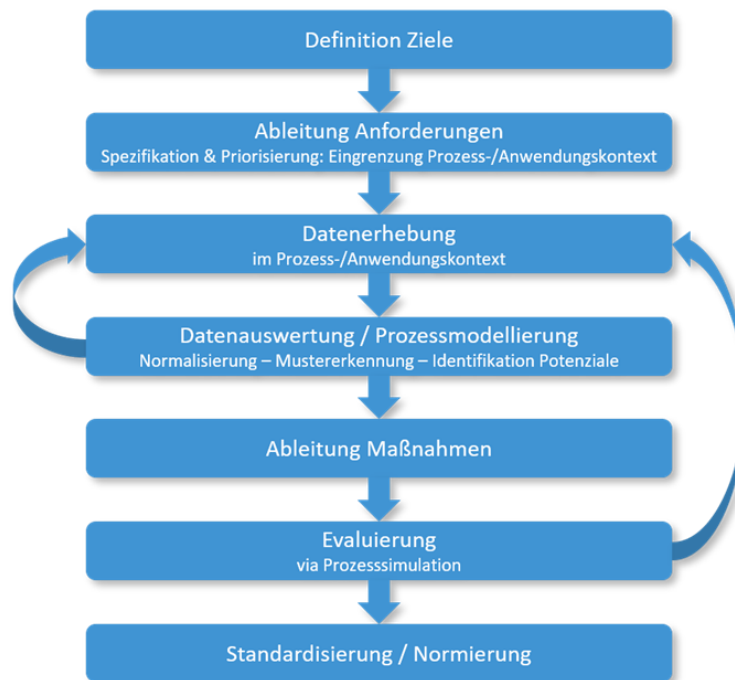 Definition Ziele
Ableitung Anforderungen
Spezifikation & Priorisierung: Eingrenzung Prozess-/Anwendungskontext
Datenerhebung
im Prozess-/Anwendungskontext
Datenauswertung / Prozessmodellierung
Normalisierung – Mustererkennung – Identifikation Potenziale
Ableitung Maßnahmen
Evaluierung
via Prozesssimulation
Standardisierung / Normierung